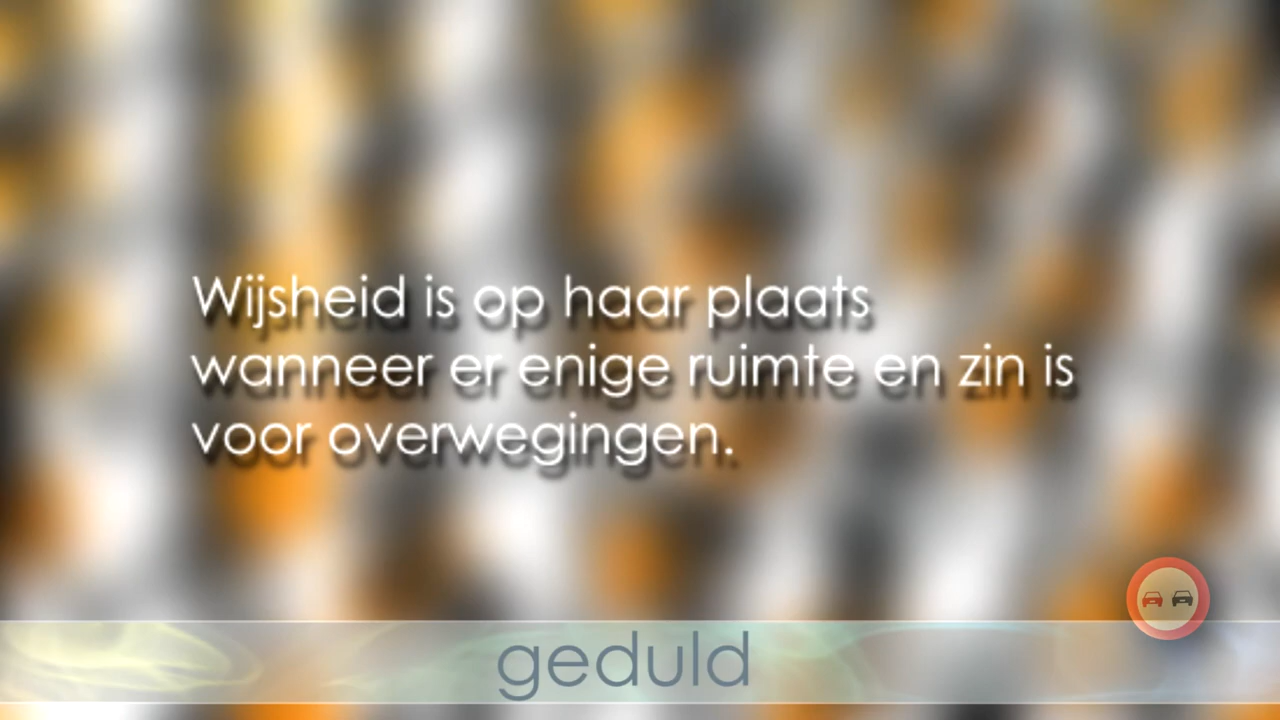 Wijsheid is op haar plaats
wanneer er enige ruimte en zin is
voor overwegingen.
geduld